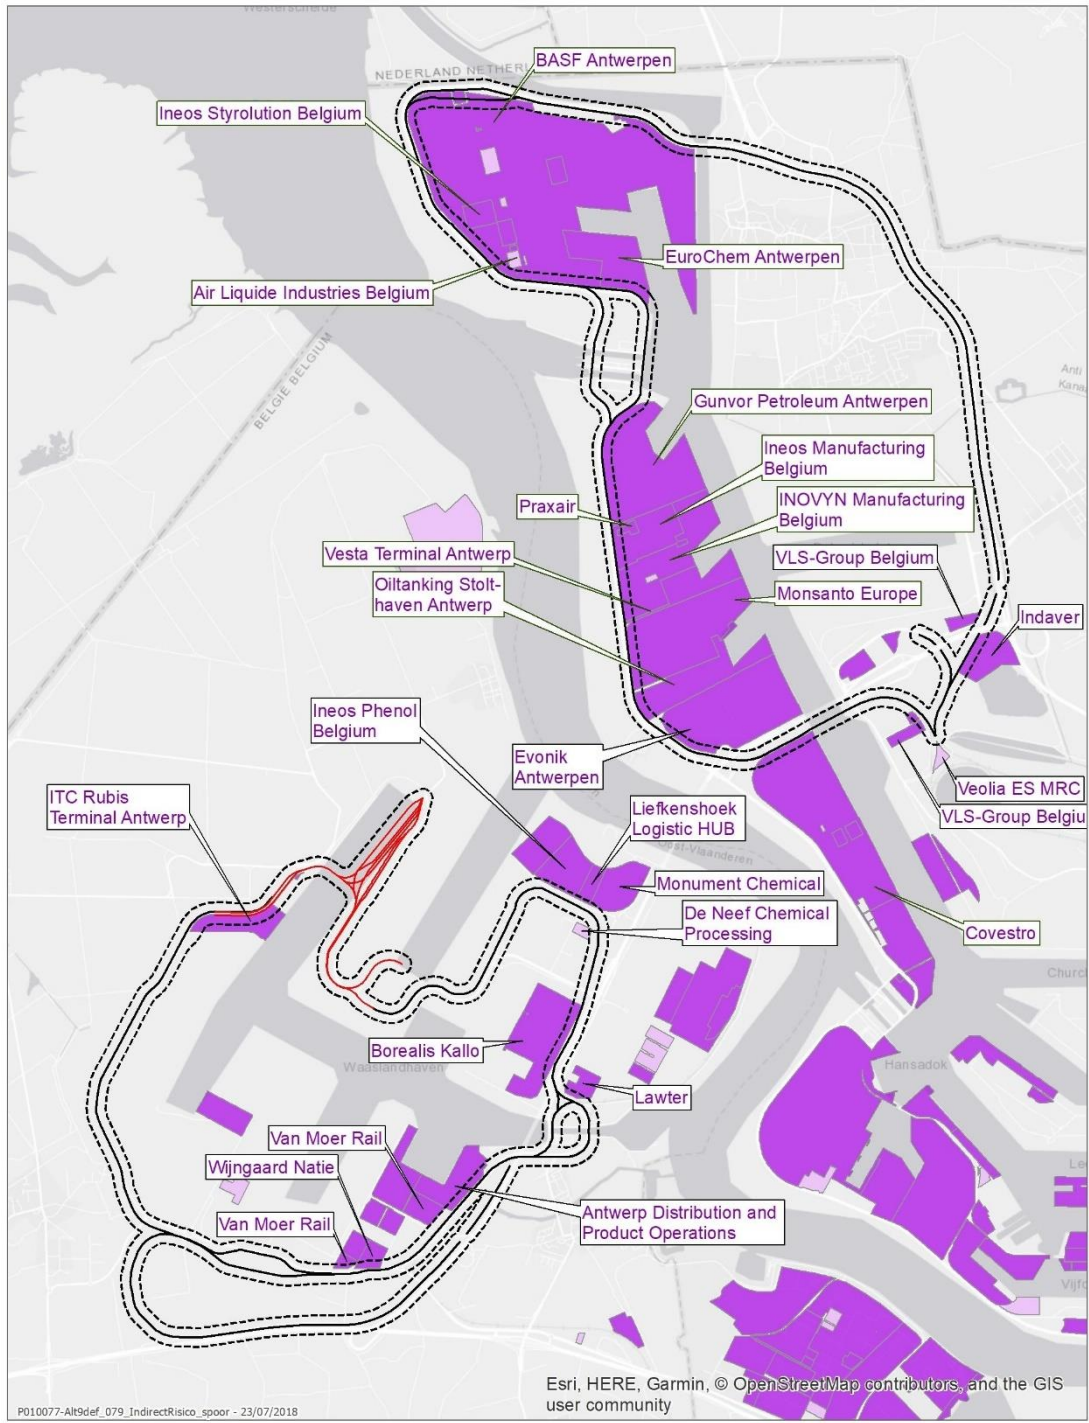 Westerschelde
BASF Antwerpen
NEDERLAND NETHERL
Ineos Styrolution Belgium
EuroChem Antwerpen
Air Liquide Industries Belgium
BELGIË BELGIUM
Anti
Kana
Gunvor Petroleum Antwerpen
Ineos Manufacturing
Belgium
INOVYN Manufacturing
Belgium
Praxair
Vesta Terminal Antwerp
VLS-Group Belgium
Oiltanking Stolt-
haven Antwerp
Monsanto Europe
Indaver
Ineos Phenol
Belgium
Evonik
Antwerpen
Veolia ES MRC
VLS-Group Belgiu
ITC Rubis
Terminal Antwerp
Liefkenshoek
Logistic HUB
Oost-Vlaanderen
Monument Chemical
De Neef Chemical
Processing
Covestro
Church
Borealis Kallo
Waaslandhaven
Hansadok
Lawter
Van Moer Rail
Wijngaard Natie
Le
Van Moer Rail
Antwerp Distribution and
Product Operations
Vijfd
Esri, HERE, Garmin, © OpenStreetMap contributors, and the GIS
user community
P010077-Alt9def_079_IndirectRisico_spoor - 23/07/2018